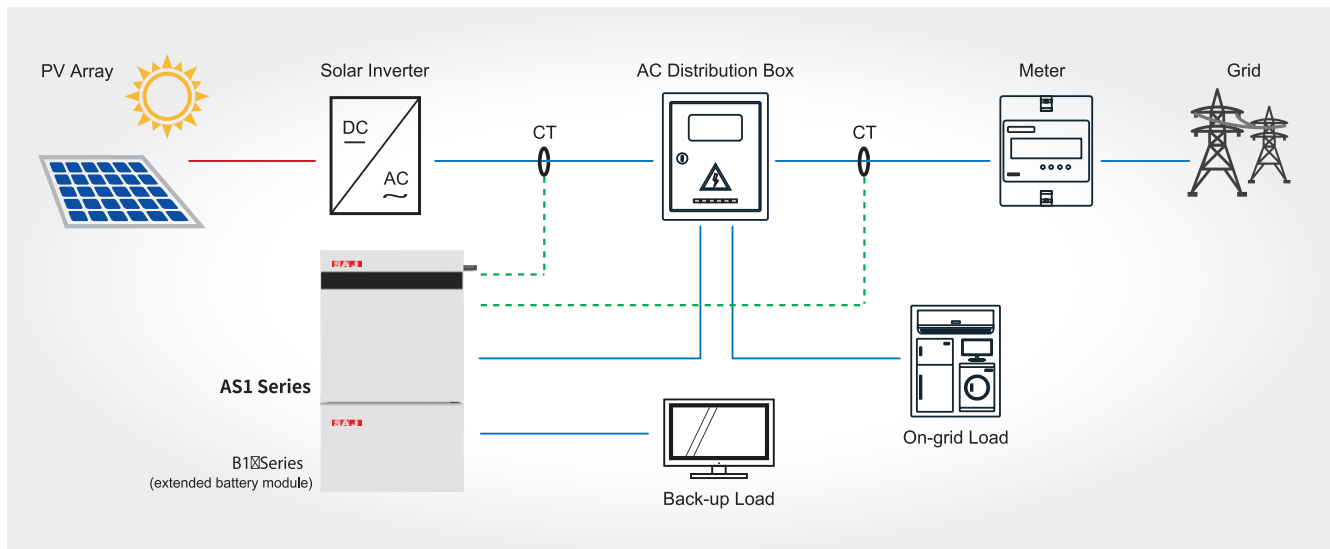 PV Array
Solar Inverter
AC Distribution Box
Meter
Grid
DC
AC
CT
CT
SAJ
AS1 Series
SAJ
B1 Series
(extended battery module)
Back-up Load
On-grid Load